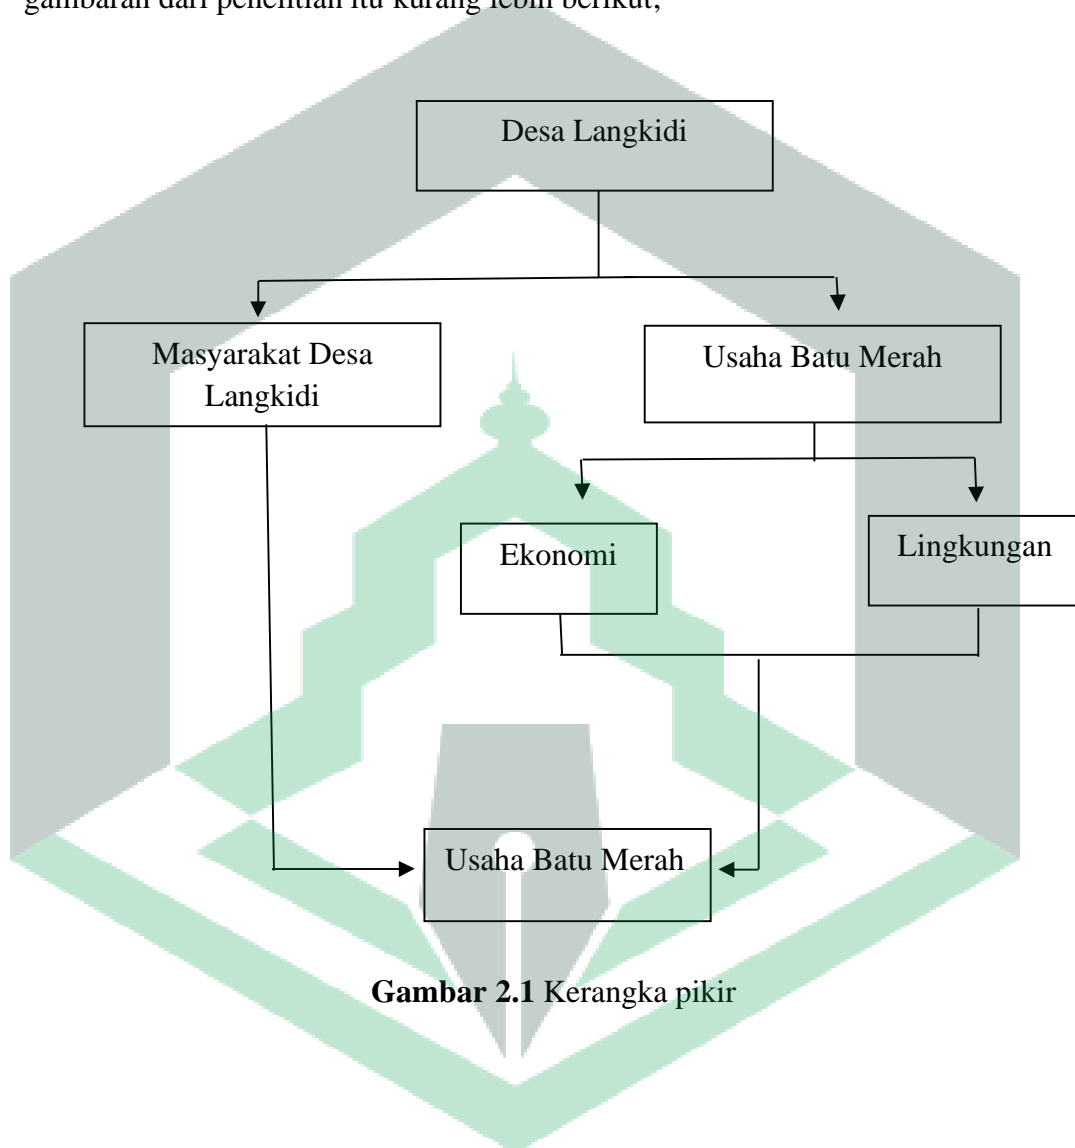 gambaran dari penelitian itu kurang lebih berikut;
Desa Langkidi
Masyarakat Desa
Langkidi
Usaha Batu Merah
Ekonomi
Lingkungan
Usaha Batu Merah
Gambar 2.1 Kerangka pikir